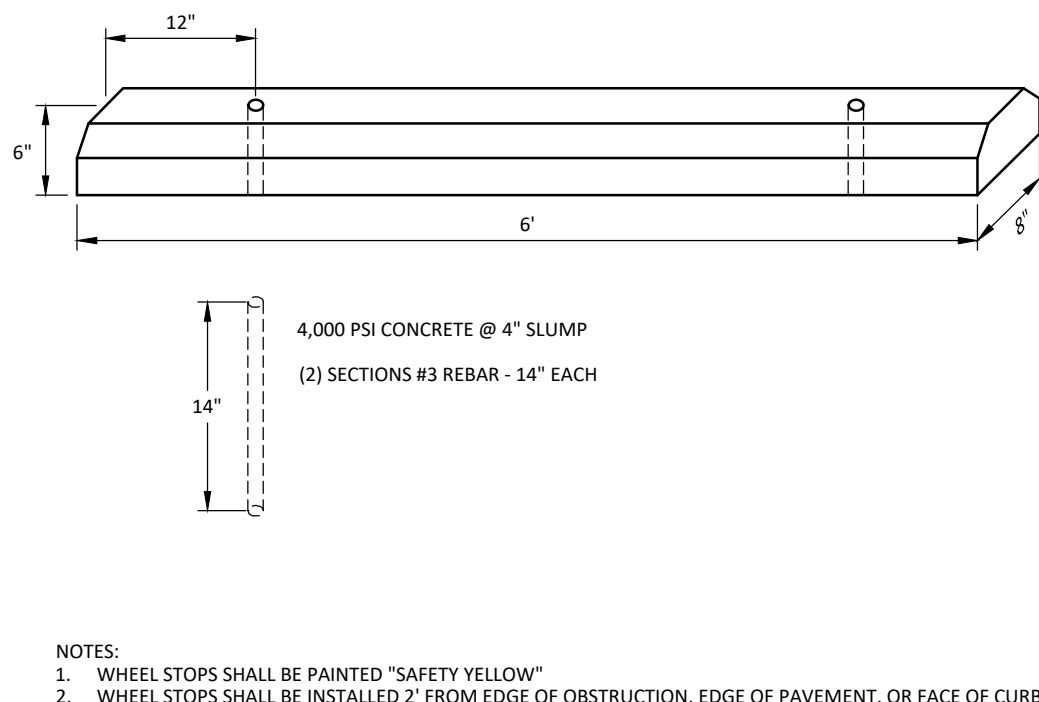 12"
6"
6'
8"
4,000 PSI CONCRETE @ 4" SLUMP
(2) SECTIONS #3 REBAR - 14" EACH
14"
NOTES:
1. WHEEL STOPS SHALL BE PAINTED "SAFETY YELLOW"
2. WHEEL STOPS SHALL BE INSTALLED 2' FROM EDGE OF OBSTRUCTION, EDGE OF PAVEMENT, OR FACE OF CURB